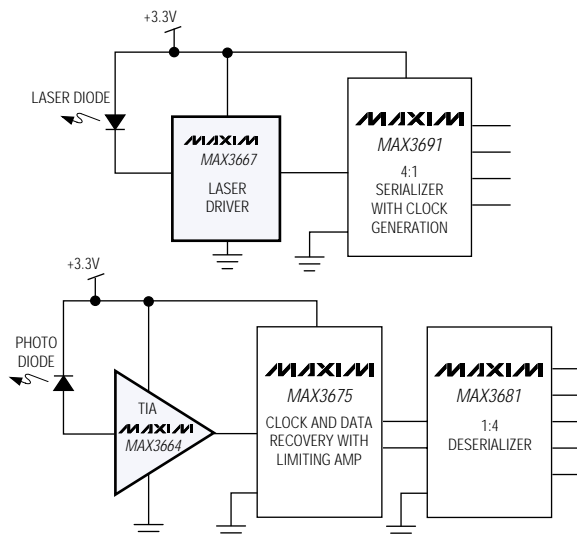 +3.3V
LASER DIODE
MAXIM
MAX3667
LASER
DRIVER
MAXIM
MAX3691
4:1
SERIALIZER
WITH CLOCK
GENERATION
+3.3V
PHOTO
DIODE
TIA
MAXIM
MAX3664
MAXIM
MAX3675
CLOCK AND DATA
RECOVERY WITH
LIMITING AMP
MAXIM
MAX3681
1:4
DESERIALIZER